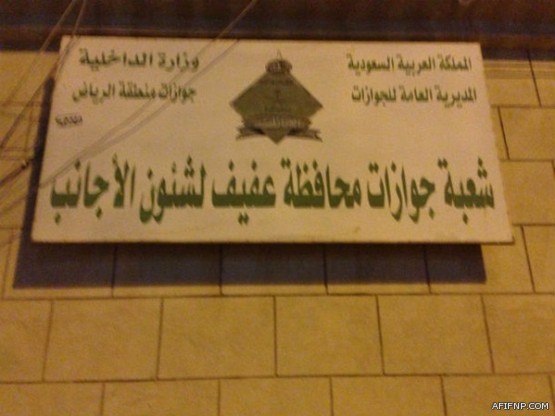 المملكة العربية السعودية
المديرية العامة للجوازات
وزارة الداخلية
جوازات منطقة الرياض
شعبة جوازات محافظة عفيف لشئون الأجانب
AFIFNP.COM